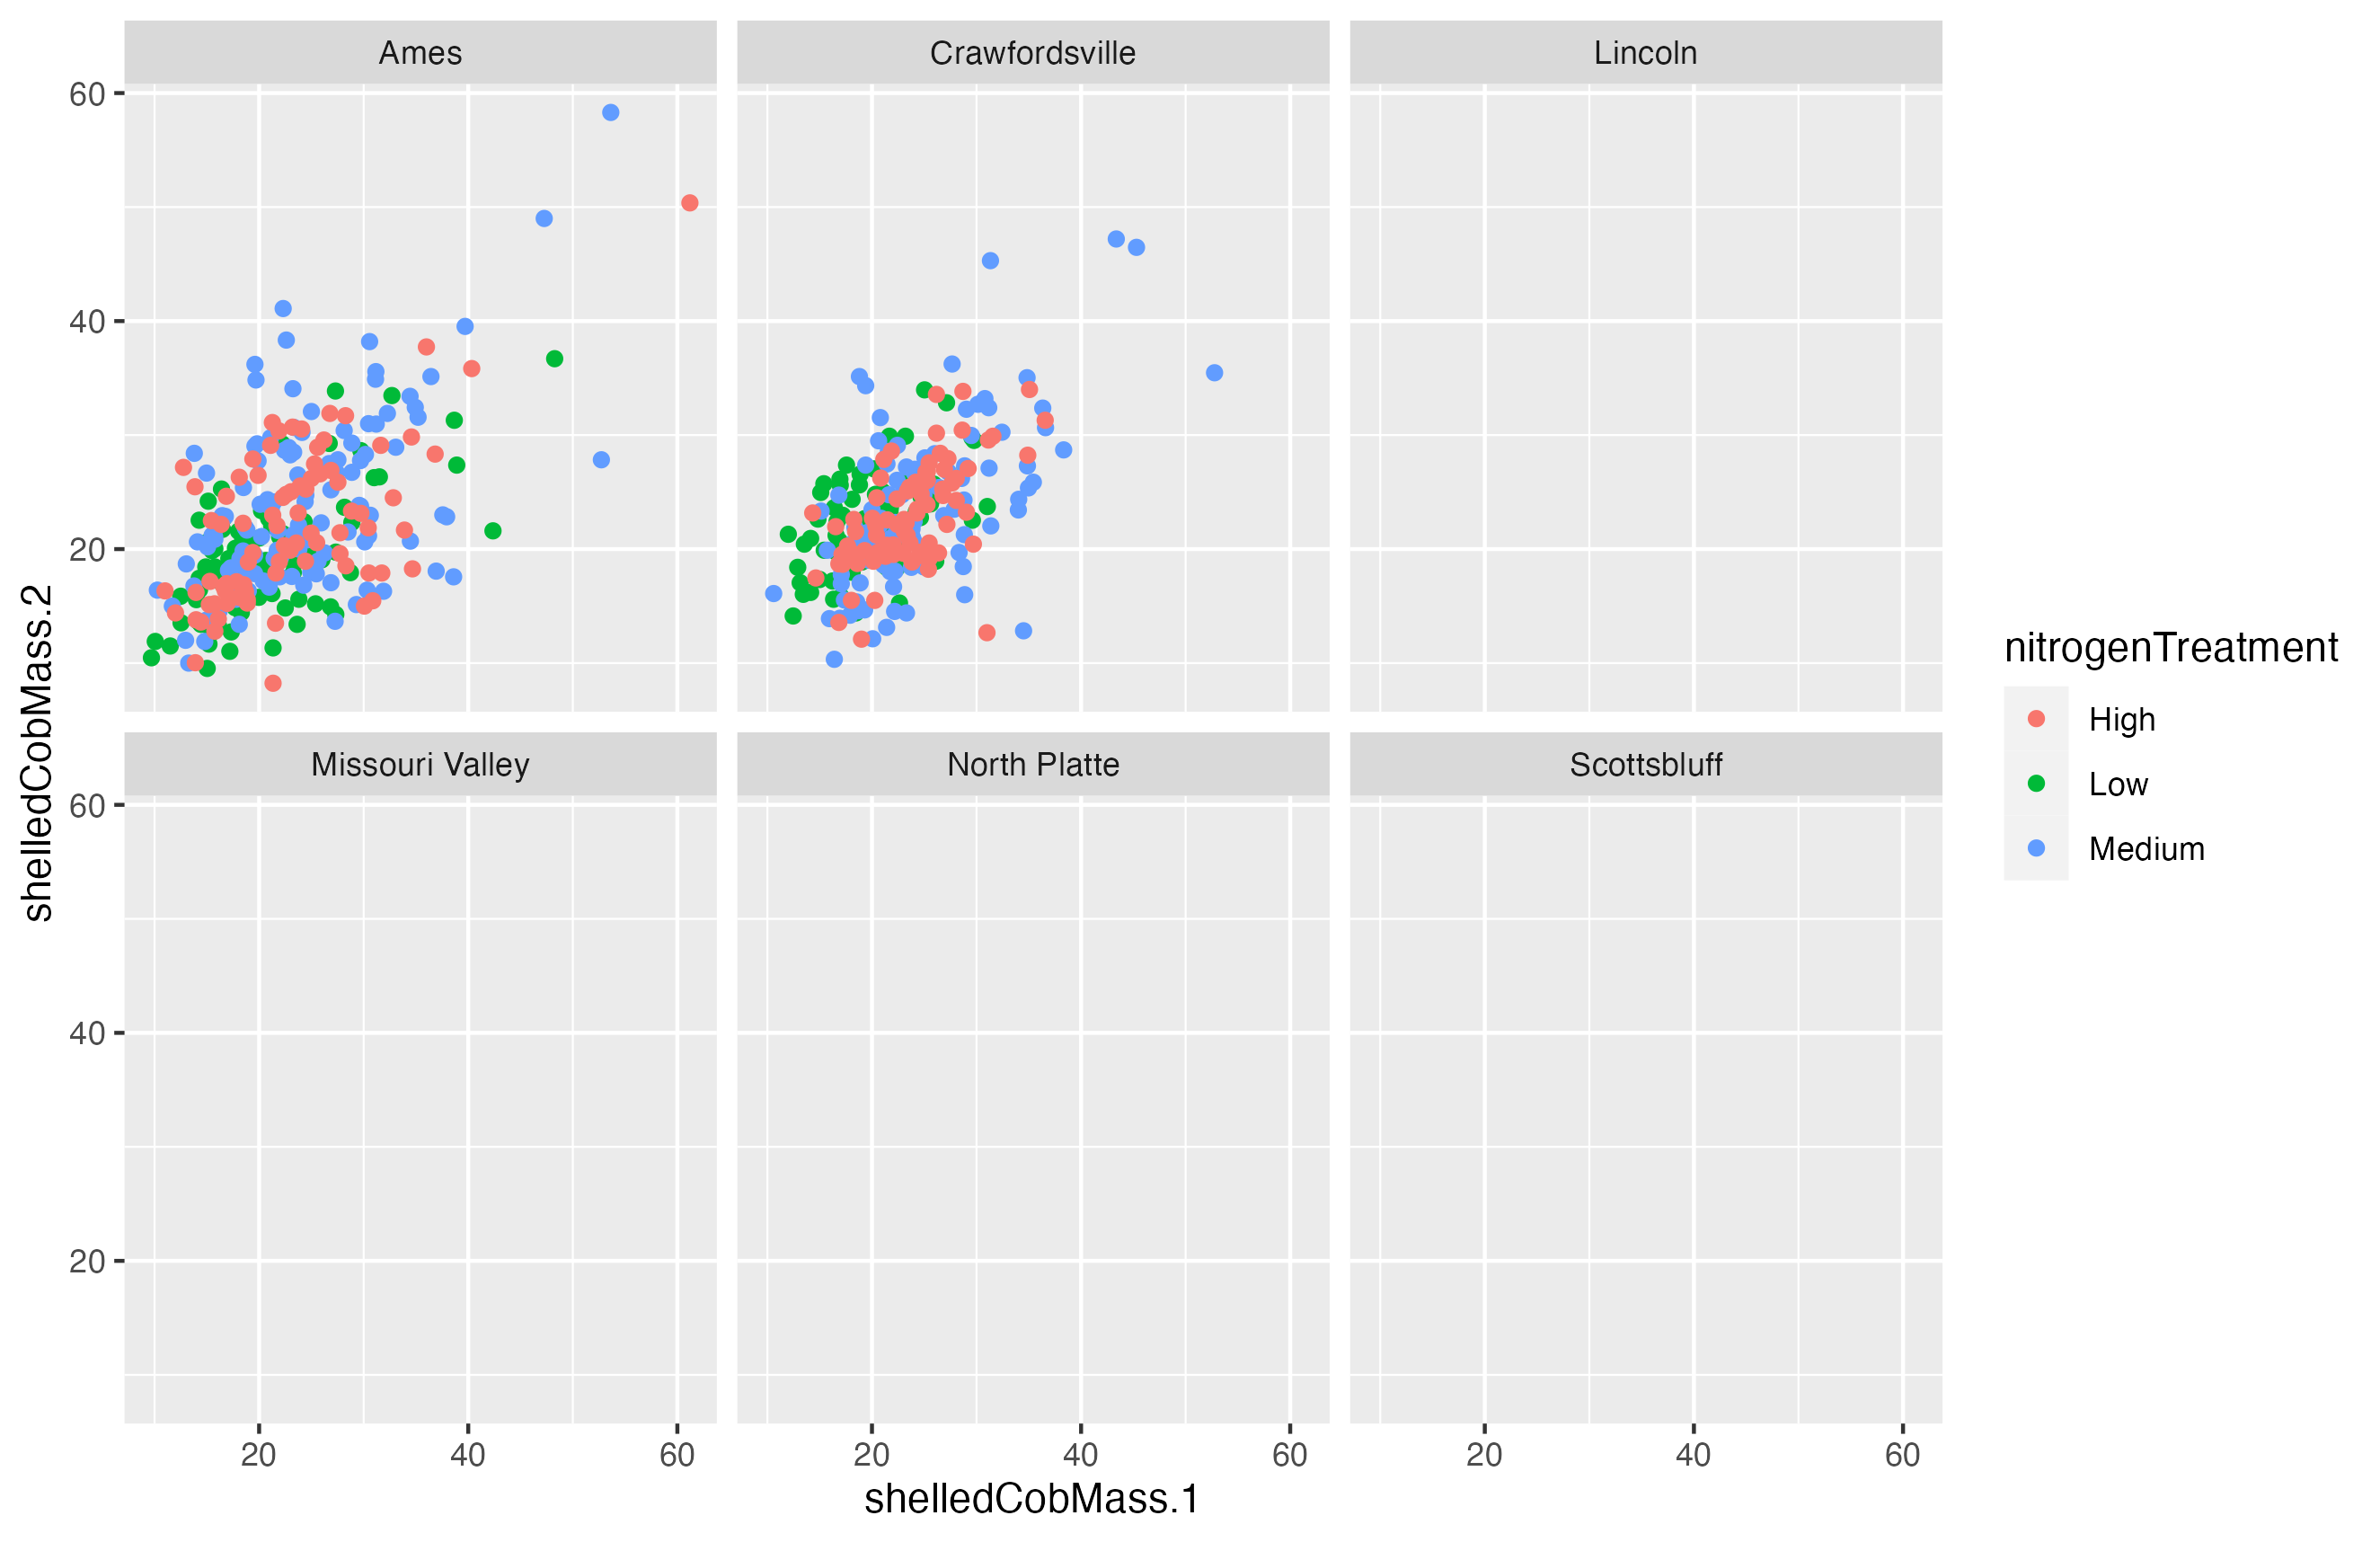 Ames
Crawfordsville
Lincoln
60
40
20
Missouri Valley
North Platte
Scottsbluff
60
40
20
20
40
60
20
40
60
20
40
60
shelledCobMass.1
shelledCobMass.2
nitrogenTreatment
High
Low
Medium